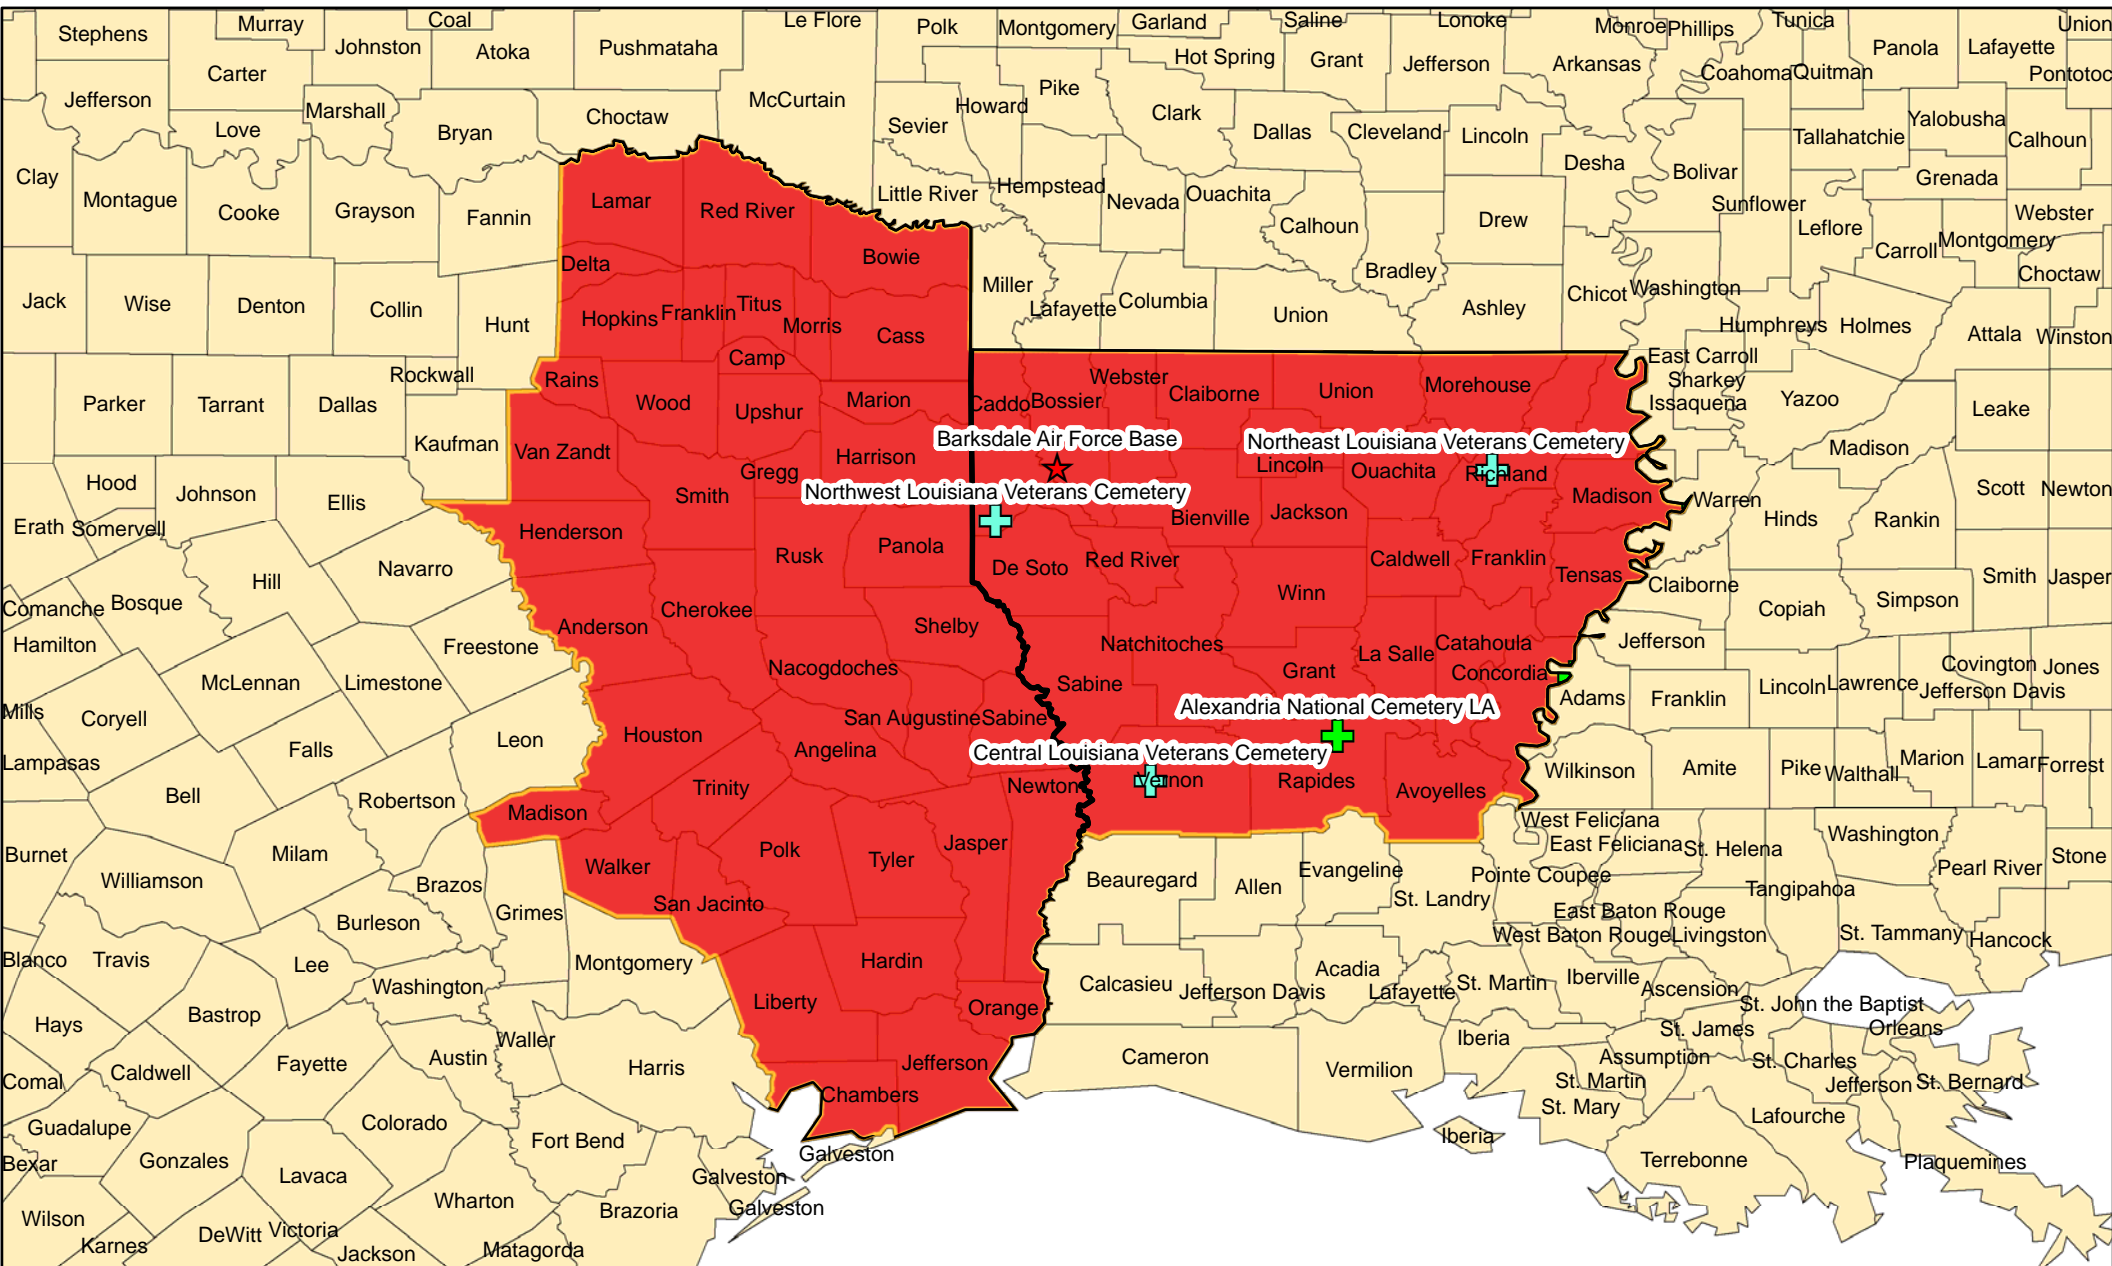 Stephens
Murray
Coal
Johnston
Atoka
Pushmataha
Le Flore
Polk
Montgomery
Garland
Saline
Lonoke
Monroe
Phillips
Tunica
Union
Carter
Hot Spring
Grant
Jefferson
Arkansas
Panola
Lafayette
Coahoma
Quitman
Pontotoc
Jefferson
Marshall
McCurtain
Howard
Pike
Clark
Love
Bryan
Choctaw
Sevier
Dallas
Cleveland
Lincoln
Tallahatchie
Yalobusha
Calhoun
Desha
Bolivar
Clay
Montague
Cooke
Grayson
Fannin
Lamar
Red River
Little River
Hempstead
Nevada
Ouachita
Calhoun
Drew
Sunflower
Grenada
Leflore
Webster
Carroll
Montgomery
Choctaw
Delta
Bowie
Miller
Lafayette
Columbia
Union
Bradley
Ashley
Chicot
Washington
Jack
Wise
Denton
Collin
Hunt
Hopkins
Franklin
Titus
Morris
Cass
Humphreys
Holmes
Attala
Winston
Camp
Rockwall
Rains
Wood
Upshur
Marion
Caddo
Bossier
Webster
Claiborne
Union
Morehouse
East Carroll
Sharkey
Issaquena
Yazoo
Leake
Parker
Tarrant
Dallas
Kaufman
Van Zandt
Gregg
Harrison
Barksdale Air Force Base
Northeast Louisiana Veterans Cemetery
Lincoln
Ouachita
Richland
Madison
Madison
Hood
Johnson
Ellis
Smith
Northwest Louisiana Veterans Cemetery
Warren
Scott
Newton
Erath
Somervell
Henderson
Rusk
Panola
Bienville
Jackson
Hinds
Rankin
Hill
Navarro
De Soto
Red River
Caldwell
Franklin
Tensas
Claiborne
Smith
Jasper
Comanche
Bosque
Hamilton
Freestone
Anderson
Cherokee
Shelby
Winn
Copiah
Simpson
Natchitoches
La Salle
Catahoula
Jefferson
McLennan
Limestone
Nacogdoches
Sabine
Grant
Concordia
Adams
Franklin
Lincoln
Lawrence
Covington
Jones
Jefferson Davis
Mills
Coryell
Falls
Leon
Houston
San Augustine
Sabine
Angelina
Alexandria National Cemetery LA
Central Louisiana Veterans Cemetery
Lampasas
Bell
Robertson
Madison
Trinity
Newton
Vernon
Rapides
Avoyelles
Wilkinson
Amite
Pike
Walthall
Marion
Lamar
Forrest
Burnet
Williamson
Milam
Brazos
Walker
Polk
Tyler
Jasper
Beauregard
Allen
Evangeline
St. Landry
West Feliciana
East Feliciana
St. Helena
Washington
Pearl River
Stone
Pointe Coupee
Tangipahoa
Grimes
San Jacinto
Burleson
East Baton Rouge
West Baton Rouge
Livingston
St. Tammany
Hancock
Blanco
Travis
Lee
Washington
Montgomery
Hardin
Liberty
Orange
Calcasieu
Jefferson Davis
Acadia
Lafayette
St. Martin
Iberville
Ascension
St. John the Baptist
Hays
Bastrop
Waller
Austin
Harris
Jefferson
Cameron
Vermilion
Iberia
St. James
Orleans
Assumption
St. Charles
Comal
Caldwell
Fayette
Chambers
St. Martin
St. Mary
Jefferson
St. Bernard
Lafourche
Guadalupe
Colorado
Fort Bend
Galveston
Iberia
Bexar
Gonzales
Lavaca
Wharton
Galveston
Galveston
Terrebonne
Plaquemines
Wilson
Karnes
DeWitt
Victoria
Jackson
Matagorda
Brazoria